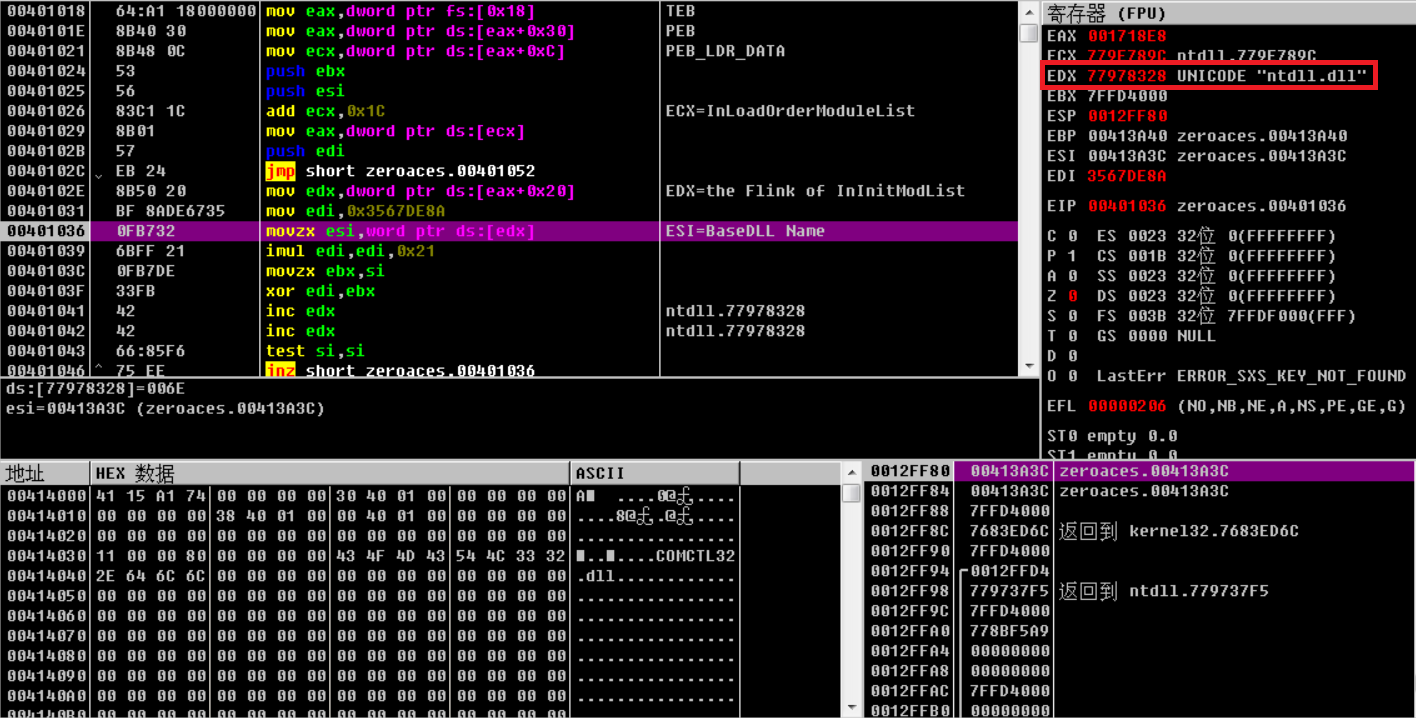 00401018 64:A1 18000000 mov eax,dword ptr fs:[0x18] TEB
0040101E 8B40 30 mov eax,dword ptr ds:[eax+0x30] PEB
00401021 8B48 0C mov ecx,dword ptr ds:[eax+0xC] PEB_LDR_DATA
00401024 53 push ebx
00401025 56 push esi
00401026 83C1 1C add ecx,0x1C ECX=InLoadOrderModuleList
00401029 8B01 mov eax,dword ptr ds:[ecx]
0040102B 57 push edi
0040102C EB 24 jmp short zeroaces.00401052
0040102E 8B50 20 mov edx,dword ptr ds:[eax+0x20] EDX=the Flink of InInitModList
00401031 BF 8ADE6735 mov edi,0x3567DE8A
00401036 0FB732 movzx esi,word ptr ds:[edx] ESI=BaseDLL Name
00401039 6BFF 21 imul edi,edi,0x21
0040103C 0FB7DE movzx ebx,si
0040103F 33FB xor edi,ebx
00401041 42 inc edx ntdll.77978328
00401042 42 inc edx ntdll.77978328
00401043 66:85F6 test si,si
00401046 75 EE jnz short zeroaces.00401036
ds:[77978328]=006E
esi=00413A3C (zeroaces.00413A3C)
寄存器 (FPU)
EAX 001718E8
ECX 779F789C ntdll.779F789C
EDX 77978328 UNICODE "ntdll.dll"
EBX 7FFD4000
ESP 0012FF80
EBP 00413A40 zeroaces.00413A40
ESI 00413A3C zeroaces.00413A3C
EDI 3567DE8A
EIP 00401036 zeroaces.00401036
C 0 ES 0023 32位 0(FFFFFFFF)
P 1 CS 001B 32位 0(FFFFFFFF)
A 0 SS 0023 32位 0(FFFFFFFF)
Z 0 DS 0023 32位 0(FFFFFFFF)
S 0 FS 003B 32位 7FFDF000(FFF)
T 0 GS 0000 NULL
D 0
O 0 LastErr ERROR_SXS_KEY_NOT_FOUND
EFL 00000206 (NO,NB,NE,A,NS,PE,GE,G)
ST0 empty 0.0
ST1 empty 0.0
地址 HEX 数据 ASCII
00414000 41 15 A1 74 00 00 00 00 30 40 01 00 00 00 00 00 A ....0@ .....
00414010 00 00 00 00 38 40 01 00 00 40 01 00 00 00 00 00 ....8@ ..@ .....
00414020 00 00 00 00 00 00 00 00 00 00 00 00 00 00 00 00 ................
00414030 11 00 00 80 00 00 00 00 43 4F 4D 43 54 4C 33 32 .. ....COMCTL32
00414040 2E 64 6C 6C 00 00 00 00 00 00 00 00 00 00 00 00 .dll............
00414050 00 00 00 00 00 00 00 00 00 00 00 00 00 00 00 00 ................
00414060 00 00 00 00 00 00 00 00 00 00 00 00 00 00 00 00 ................
00414070 00 00 00 00 00 00 00 00 00 00 00 00 00 00 00 00 ................
00414080 00 00 00 00 00 00 00 00 00 00 00 00 00 00 00 00 ................
00414090 00 00 00 00 00 00 00 00 00 00 00 00 00 00 00 00 ................
004140A0 00 00 00 00 00 00 00 00 00 00 00 00 00 00 00 00 ................
004140B0 00 00 00 00 00 00 00 00 00 00 00 00 00 00 00 00 ................
0012FF80 00413A3C zeroaces.00413A3C
0012FF84 00413A3C zeroaces.00413A3C
0012FF88 7FFD4000
0012FF8C 7683ED6C 返回到 kernel32.7683ED6C
0012FF90 7FFD4000
0012FF94 0012FFD4
0012FF98 779737F5 返回到 ntdll.779737F5
0012FF9C 7FFD4000
0012FFA0 778BF5A9
0012FFA4 00000000
0012FFA8 00000000
0012FFAC 7FFD4000
0012FFB0 00000000